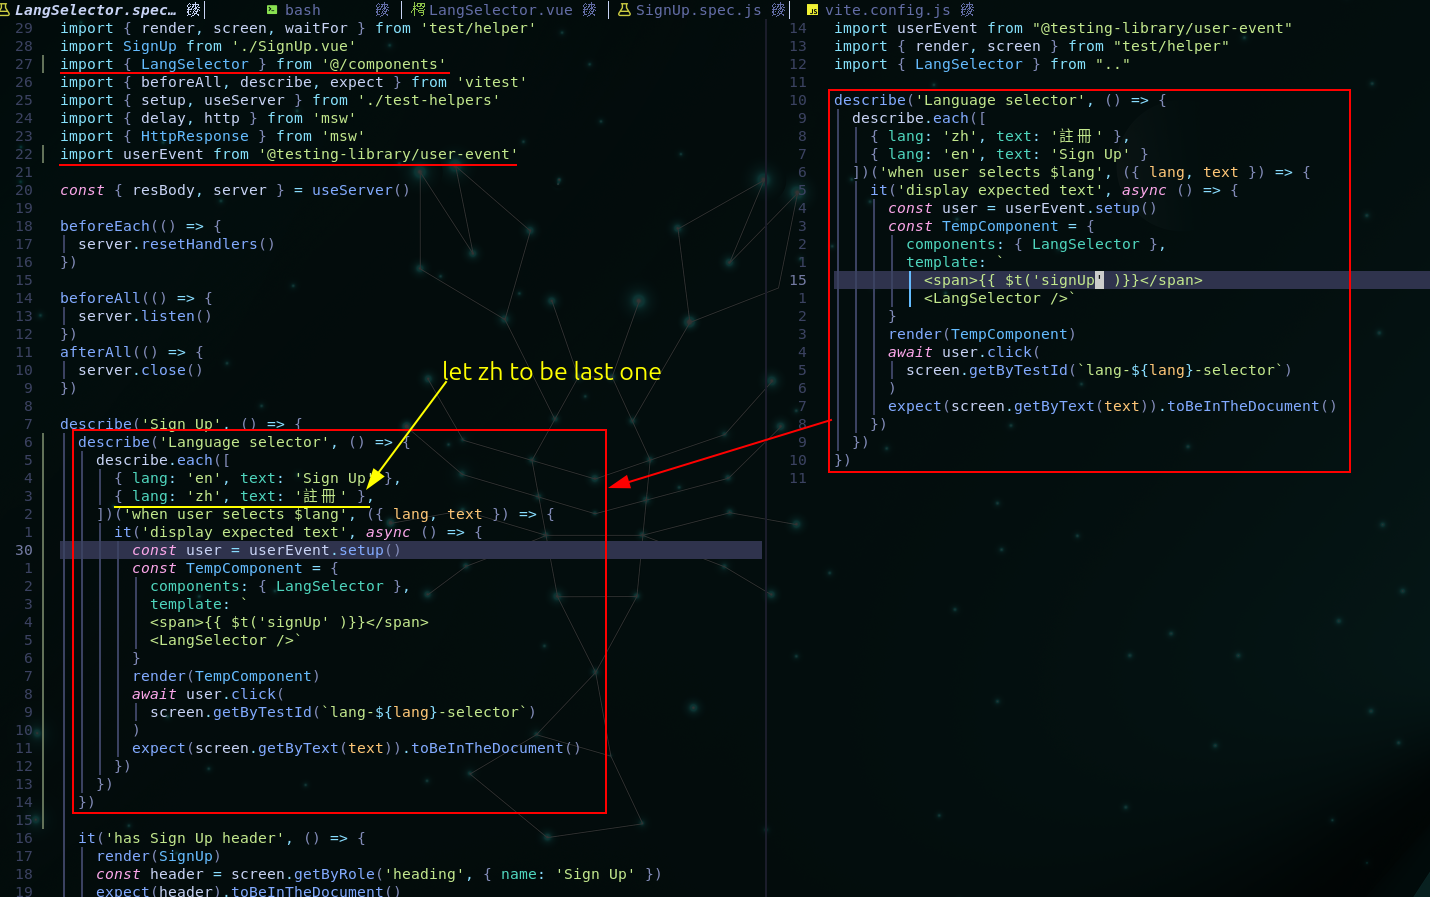 LangSelector.spec… bash LangSelector.vue SignUp.spec.js vite.config.js
29 import { render, screen, waitFor } from 'test/helper'
28 import SignUp from './SignUp.vue'
27 import { LangSelector } from '@/components'
26 import { beforeAll, describe, expect } from 'vitest'
25 import { setup, useServer } from './test-helpers'
24 import { delay, http } from 'msw'
23 import { HttpResponse } from 'msw'
22 import userEvent from '@testing-library/user-event'
21
20 const { resBody, server } = useServer()
19
18 beforeEach(() => {
17 server.resetHandlers()
16 })
15
14 beforeAll(() => {
13 server.listen()
12 })
11 afterAll(() => {
10 server.close()
9 })
8
7 describe('Sign Up', () => {
6 describe('Language selector', () => {
5 describe.each([
4 { lang: 'en', text: 'Sign Up' },
3 { lang: 'zh', text: '註冊' },
2 ])('when user selects $lang', ({ lang, text }) => {
1 it('display expected text', async () => {
30 const user = userEvent.setup()
1 const TempComponent = {
2 components: { LangSelector },
3 template: `
4 <span>{{ $t('signUp' )}}</span>
5 <LangSelector />`
6 }
7 render(TempComponent)
8 await user.click(
9 screen.getByTestId(`lang-${lang}-selector`)
10 )
11 expect(screen.getByText(text)).toBeInTheDocument()
12 })
13 })
14 })
15
16 it('has Sign Up header', () => {
17 render(SignUp)
18 const header = screen.getByRole('heading', { name: 'Sign Up' })
19 expect(header).toBeInTheDocument()
let zh to be last one
14 import userEvent from "@testing-library/user-event"
13 import { render, screen } from "test/helper"
12 import { LangSelector } from ".."
11
10 describe('Language selector', () => {
9 describe.each([
8 { lang: 'zh', text: '註冊' },
7 { lang: 'en', text: 'Sign Up' }
6 ])('when user selects $lang', ({ lang, text }) => {
5 it('display expected text', async () => {
4 const user = userEvent.setup()
3 const TempComponent = {
2 components: { LangSelector },
1 template: `
15 <span>{{ $t('signUp' )}}</span>
1 <LangSelector />`
2 }
3 render(TempComponent)
4 await user.click(
5 screen.getByTestId(`lang-${lang}-selector`)
6 )
7 expect(screen.getByText(text)).toBeInTheDocument()
8 })
9 })
10 })
11